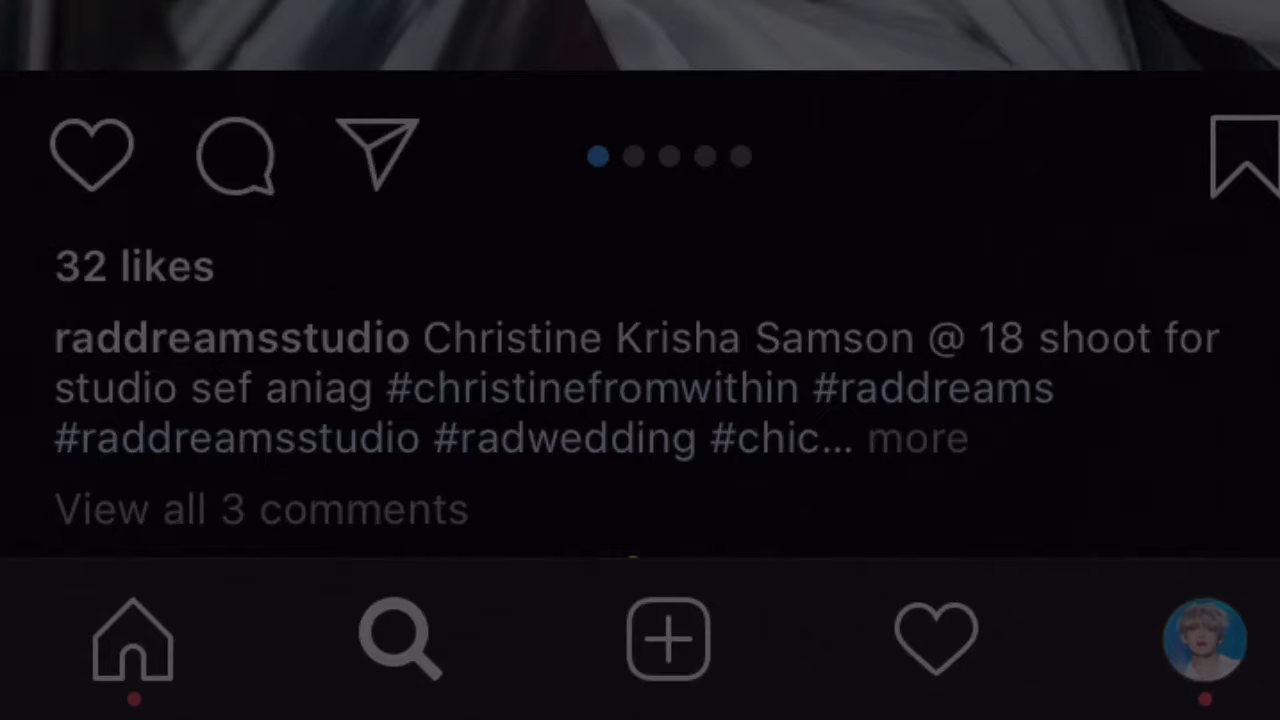 32 likes
raddreamsstudio Christine Krisha Samson @ 18 shoot for
studio sef aniag #christinefromwithin #raddreams
#raddreamsstudio #radwedding #chic... more
View all 3 comments